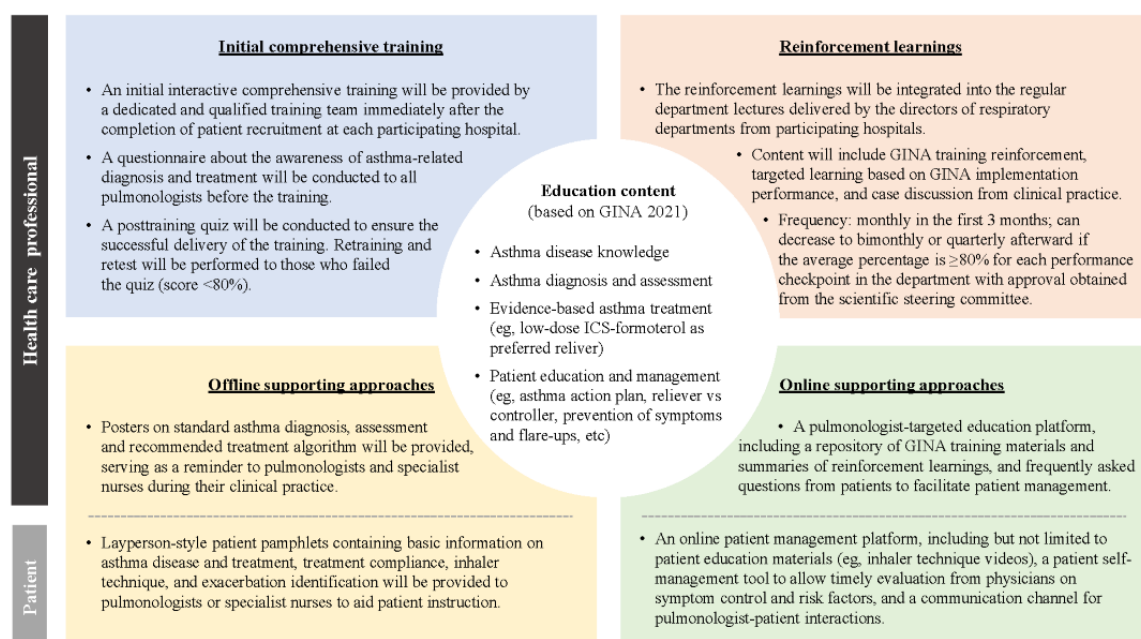 Health care professional
Initial comprehensive training
• An initial interactive comprehensive training will be provided by
a dedicated and qualified training team immediately after the
completion of patient recruitment at each participating hospital.
• A questionnaire about the awareness of asthma-related
diagnosis and treatment will be conducted to all
pulmonologists before the training.
• A posttraining quiz will be conducted to ensure the
successful delivery of the training. Retraining and
retest will be performed to those who failed
the quiz (score <80%).
Reinforcement learnings
• The reinforcement learnings will be integrated into the regular
department lectures delivered by the directors of respiratory
departments from participating hospitals.
• Content will include GINA training reinforcement,
targeted learning based on GINA implementation
performance, and case discussion from clinical practice.
• Frequency: monthly in the first 3 months; can
decrease to bimonthly or quarterly afterward if
the average percentage is ≥80% for each performance
checkpoint in the department with approval obtained
from the scientific steering committee.
Education content
(based on GINA 2021)
• Asthma disease knowledge
• Asthma diagnosis and assessment
• Evidence-based asthma treatment
(eg, low-dose ICS-formoterol as
preferred reliver)
• Patient education and management
(eg, asthma action plan, reliever vs
controller, prevention of symptoms
and flare-ups, etc)
Offline supporting approaches
• Posters on standard asthma diagnosis, assessment
and recommended treatment algorithm will be provided,
serving as a reminder to pulmonologists and specialist
nurses during their clinical practice.
Online supporting approaches
• A pulmonologist-targeted education platform,
including a repository of GINA training materials and
summaries of reinforcement learnings, and frequently asked
questions from patients to facilitate patient management.
Patient
• Layperson-style patient pamphlets containing basic information on
asthma disease and treatment, treatment compliance, inhaler
technique, and exacerbation identification will be provided to
pulmonologists or specialist nurses to aid patient instruction.
• An online patient management platform, including but not limited to
patient education materials (eg, inhaler technique videos), a patient self-
management tool to allow timely evaluation from physicians on
symptom control and risk factors, and a communication channel for
pulmonologist-patient interactions.